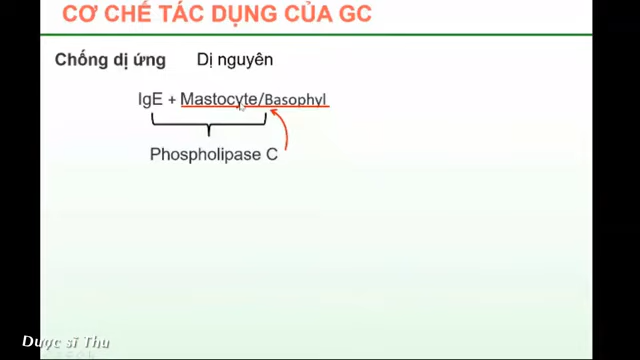 CƠ CHẾ TÁC DỤNG CỦA GC
Chống dị ứng Dị nguyên
IgE + Mastocyte/Basophyl
Phospholipase C
Dược sĩ Thu